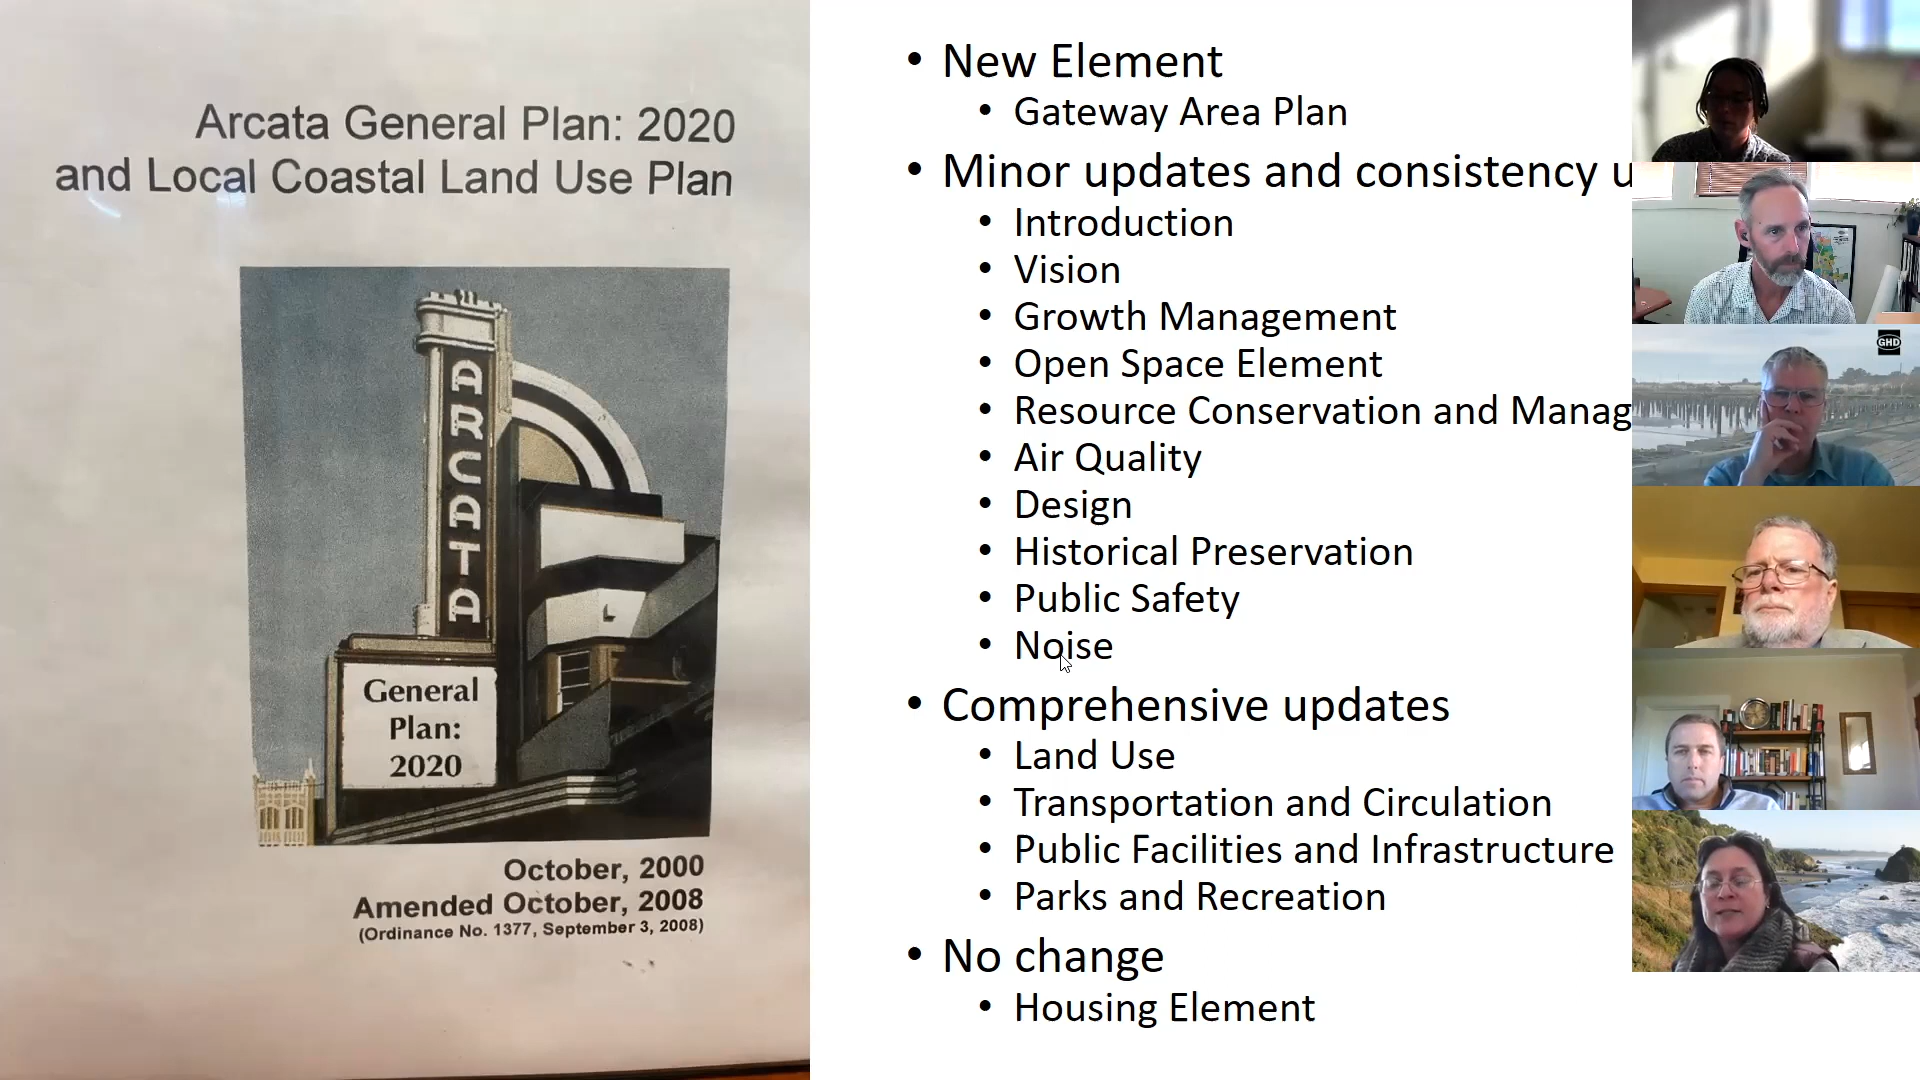 Arcata General Plan: 2020
and Local Coastal Land Use Plan
ARCATA
General
Plan:
2020
October, 2000
Amended October, 2008
(Ordinance No. 1377, September 3, 2008)
• New Element
• Gateway Area Plan
• Minor updates and consistency u
• Introduction
• Vision
• Growth Management
• Open Space Element
• Resource Conservation and Manag
• Air Quality
• Design
• Historical Preservation
• Public Safety
• Noise
• Comprehensive updates
• Land Use
• Transportation and Circulation
• Public Facilities and Infrastructure
• Parks and Recreation
• No change
• Housing Element
GHD